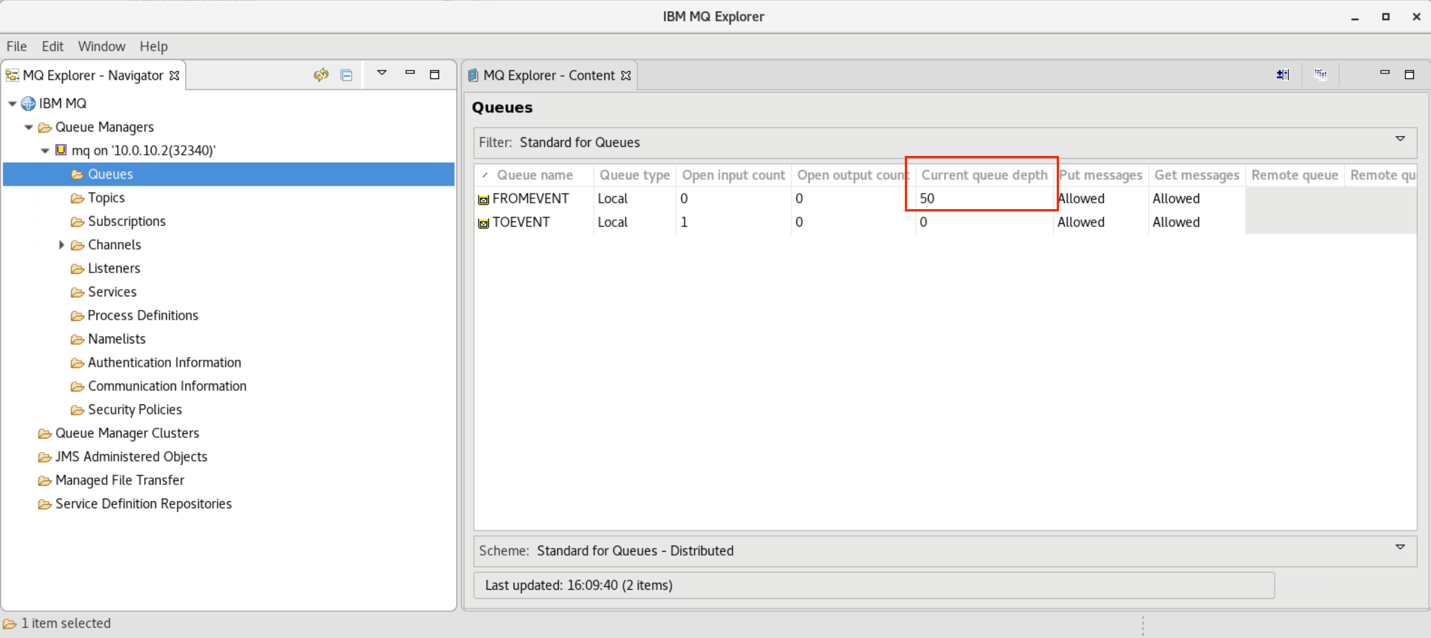 IBM MQ Explorer
File Edit Window Help
MQ Explorer - Navigator
IBM MQ
Queue Managers
mq on '10.0.10.2(32340)'
Queues
Topics
Subscriptions
Channels
Listeners
Services
Process Definitions
Namelists
Authentication Information
Communication Information
Security Policies
Queue Manager Clusters
JMS Administered Objects
Managed File Transfer
Service Definition Repositories
MQ Explorer - Content
Queues
Filter: Standard for Queues
Queue name Queue type Open input count Open output coun Current queue depth Put messages Get messages Remote queue Remote qu
FROMEVENT Local 0 0 50 Allowed Allowed
TOEVENT Local 1 0 0 Allowed Allowed
Scheme: Standard for Queues - Distributed
Last updated: 16:09:40 (2 items)
1 item selected